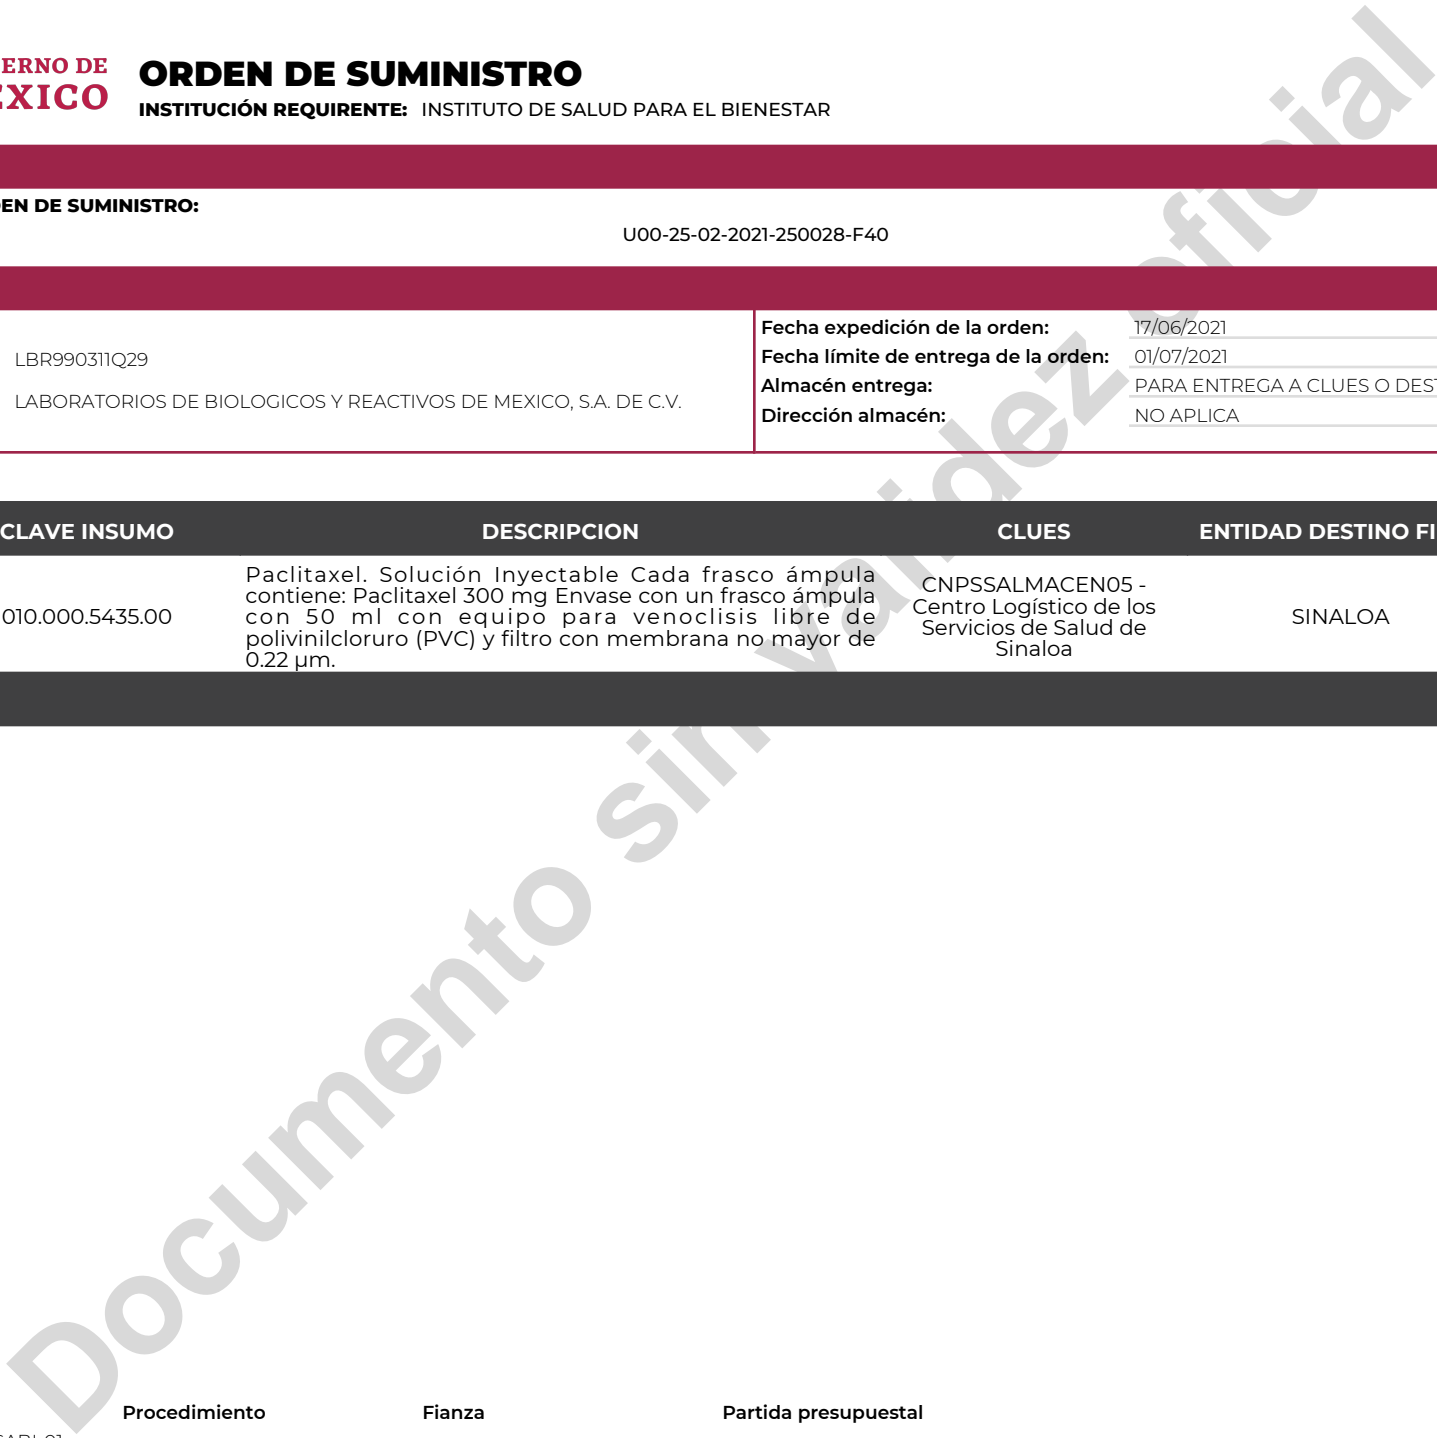 ERNO DE
EXICO
ORDEN DE SUMINISTRO
INSTITUCIÓN REQUIRENTE: INSTITUTO DE SALUD PARA EL BIENESTAR
EN DE SUMINISTRO:
U00-25-02-2021-250028-F40
LBR990311Q29
LABORATORIOS DE BIOLOGICOS Y REACTIVOS DE MEXICO, S.A. DE C.V.
Fecha expedición de la orden: 17/06/2021
Fecha límite de entrega de la orden: 01/07/2021
Almacén entrega: PARA ENTREGA A CLUES O DEST
Dirección almacén: NO APLICA
CLAVE INSUMO DESCRIPCION CLUES ENTIDAD DESTINO FI
010.000.5435.00
Paclitaxel. Solución Inyectable Cada frasco ámpula
contiene: Paclitaxel 300 mg Envase con un frasco ámpula
con 50 ml con equipo para venoclisis libre de
polivinilcloruro (PVC) y filtro con membrana no mayor de
0.22 µm.
CNPSSALMACEN05 -
Centro Logístico de los
Servicios de Salud de
Sinaloa
SINALOA
Documento sin validez oficial
Procedimiento Fianza Partida presupuestal